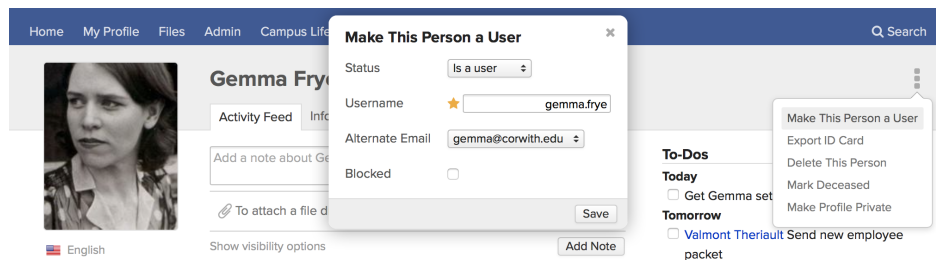 Home My Profile Files Admin Campus Life
Search
Gemma Frye
Activity Feed Info
Add a note about Ge
To attach a file d
Show visibility options
Add Note
English
Make This Person a User
Status Is a user
Username gemma.frye
Alternate Email gemma@corwith.edu
Blocked
Save
Make This Person a User
Export ID Card
Delete This Person
Mark Deceased
Make Profile Private
To-Dos
Today
Get Gemma set
Tomorrow
Valmont Theriault Send new employee
packet